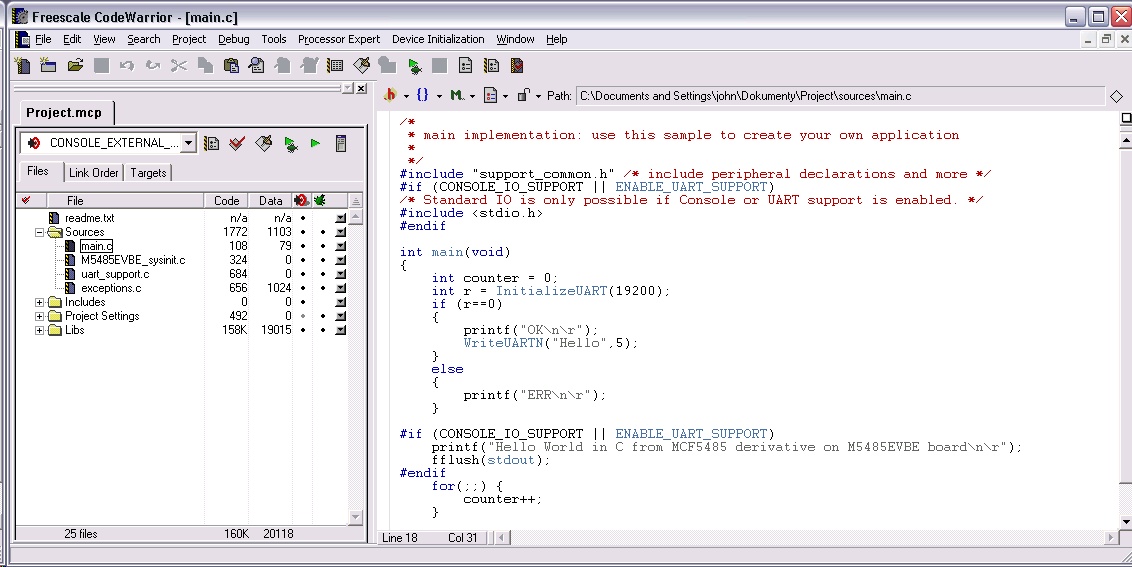 Freescale CodeWarrior - [main.c]
File Edit View Search Project Debug Tools Processor Expert Device Initialization Window Help
Path: C:\Documents and Settings\john\Dokumenty\Project\sources\main.c
Project.mcp
CONSOLE_EXTERNAL_...
Files Link Order Targets
File Code Data
readme.txt n/a n/a
Sources 1772 1103
main.c 108 79
M5485EVBE_sysinit.c 324 0
uart_support.c 684 0
exceptions.c 656 1024
Includes 0 0
Project Settings 492 0
Libs 158K 19015
25 files 160K 20118
/*
 * main implementation: use this sample to create your own application
 *
 */
#include "support_common.h" /* include peripheral declarations and more */
#if (CONSOLE_IO_SUPPORT || ENABLE_UART_SUPPORT)
/* Standard IO is only possible if Console or UART support is enabled. */
#include <stdio.h>
#endif
int main(void)
{
    int counter = 0;
    int r = InitializeUART(19200);
    if (r==0)
    {
        printf("OK\n\r");
        WriteUARTN("Hello",5);
    }
    else
    {
        printf("ERR\n\r");
    }
#if (CONSOLE_IO_SUPPORT || ENABLE_UART_SUPPORT)
    printf("Hello World in C from MCF5485 derivative on M5485EVBE board\n\r");
    fflush(stdout);
#endif
    for(;;) {
        counter++;
    }
Line 18 Col 31